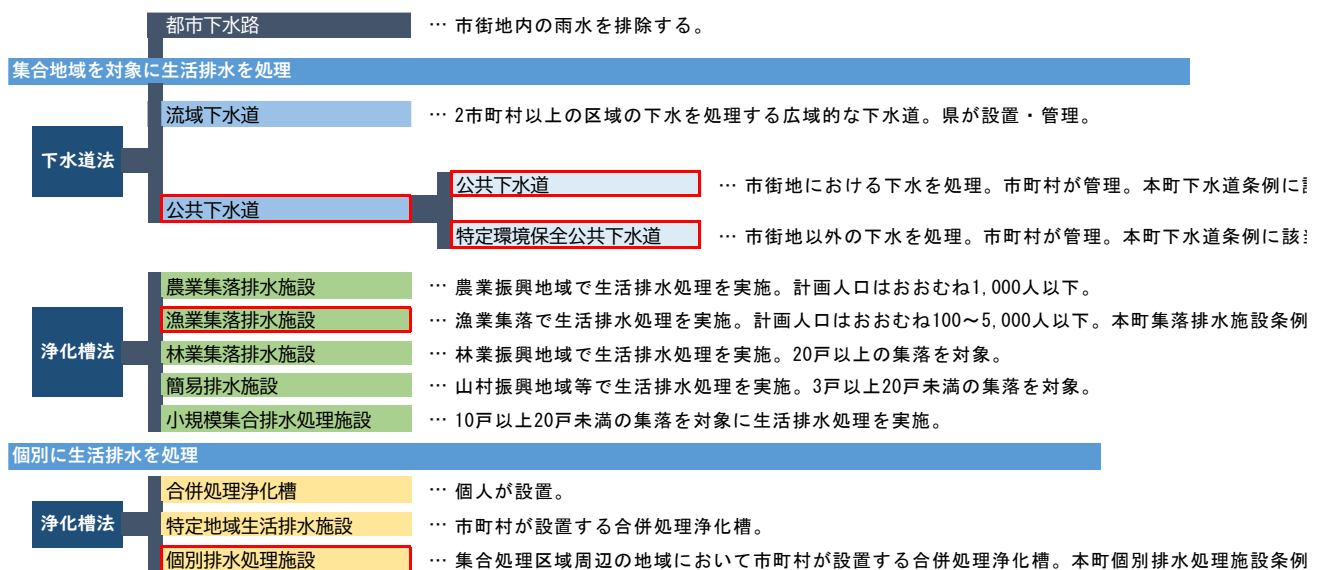 都市下水路 … 市街地内の雨水を排除する。
集合地域を対象に生活排水を処理
流域下水道 … 2市町村以上の区域の下水を処理する広域的な下水道。県が設置・管理。
下水道法
公共下水道 … 市街地における下水を処理。市町村が管理。本町下水道条例に
公共下水道
特定環境保全公共下水道 … 市街地以外の下水を処理。市町村が管理。本町下水道条例に該
農業集落排水施設 … 農業振興地域で生活排水処理を実施。計画人口はおおむね1,000人以下。
漁業集落排水施設 … 漁業集落で生活排水処理を実施。計画人口はおおむね100～5,000人以下。本町集落排水施設条例
浄化槽法
林業集落排水施設 … 林業振興地域で生活排水処理を実施。20戸以上の集落を対象。
簡易排水施設 … 山村振興地域等で生活排水処理を実施。3戸以上20戸未満の集落を対象。
小規模集合排水処理施設 … 10戸以上20戸未満の集落を対象に生活排水処理を実施。
個別に生活排水を処理
合併処理浄化槽 … 個人が設置。
浄化槽法
特定地域生活排水施設 … 市町村が設置する合併処理浄化槽。
個別排水処理施設 … 集合処理区域周辺の地域において市町村が設置する合併処理浄化槽。本町個別排水処理施設条例